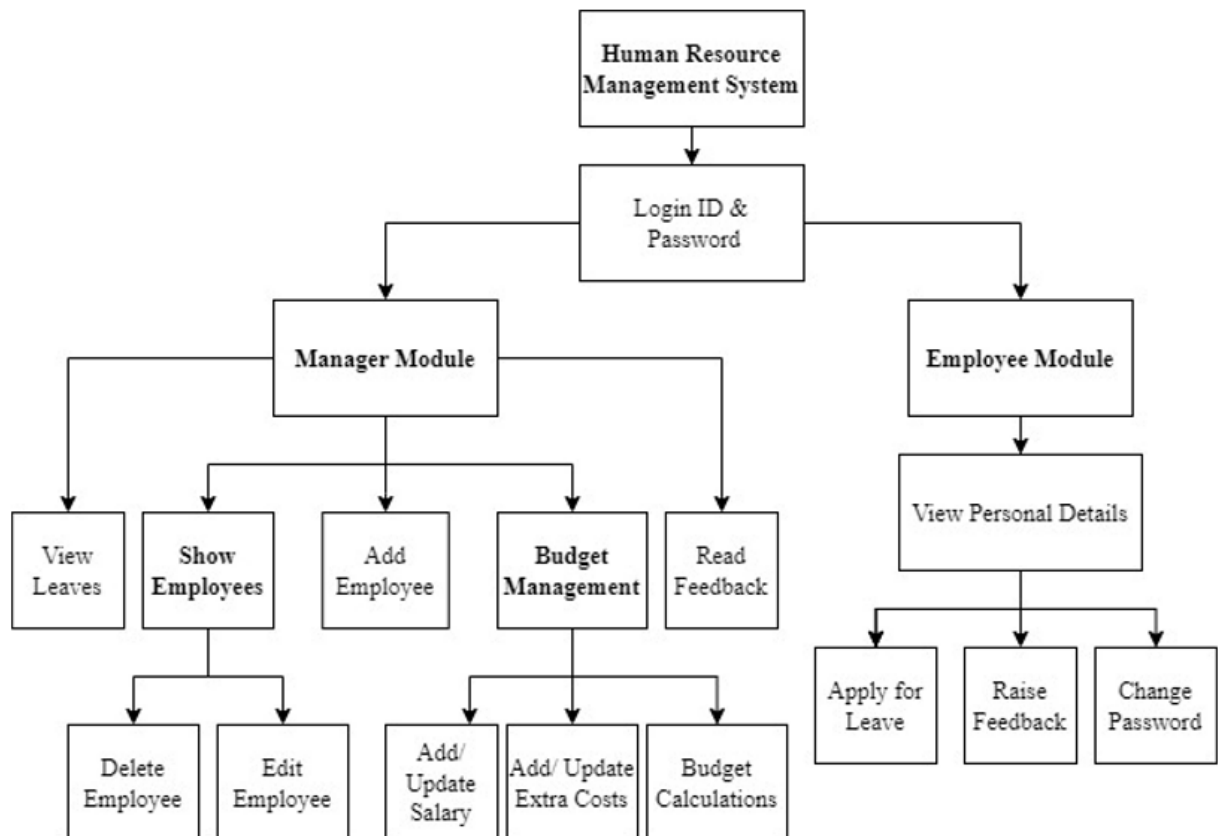 Human Resource
Management System
Login ID &
Password
Manager Module
Employee Module
View Personal Details
View
Leaves
Show
Employees
Add
Employee
Budget
Management
Read
Feedback
Apply for
Leave
Raise
Feedback
Change
Password
Delete
Employee
Edit
Employee
Add/
Update
Salary
Add/ Update
Extra Costs
Budget
Calculations